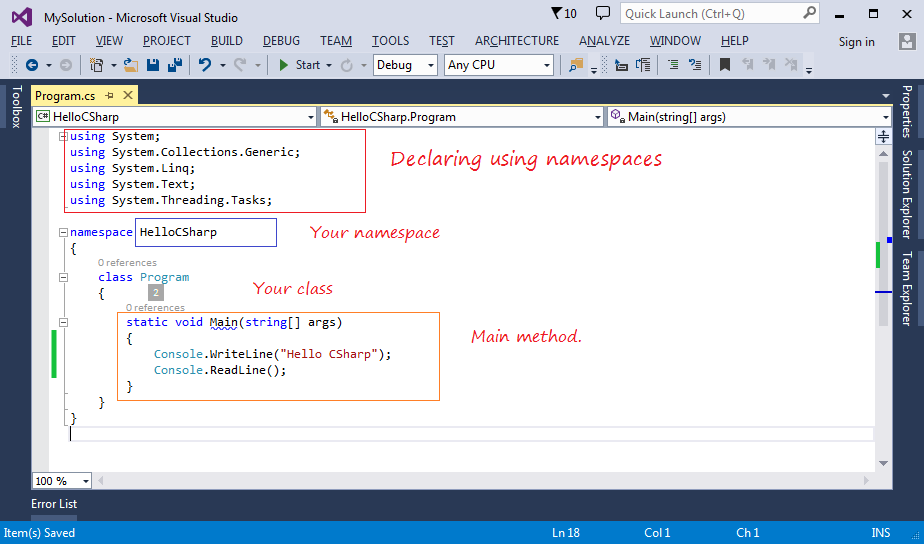 MySolution - Microsoft Visual Studio
10
Quick Launch (Ctrl+Q)
FILE EDIT VIEW PROJECT BUILD DEBUG TEAM TOOLS TEST ARCHITECTURE ANALYZE WINDOW HELP Sign in
Start Debug Any CPU
Toolbox
Program.cs
C# HelloCSharp HelloCSharp.Program Main(string[] args)
using System;
using System.Collections.Generic;
using System.Linq;
using System.Text;
using System.Threading.Tasks;
Declaring using namespaces
namespace HelloCSharp
Your namespace
{
0 references
class Program
Your class
{
2
0 references
static void Main(string[] args)
Main method.
{
Console.WriteLine("Hello CSharp");
Console.ReadLine();
}
}
}
Properties
Solution Explorer
Team Explorer
100 %
Error List
Item(s) Saved Ln 18 Col 1 Ch 1 INS